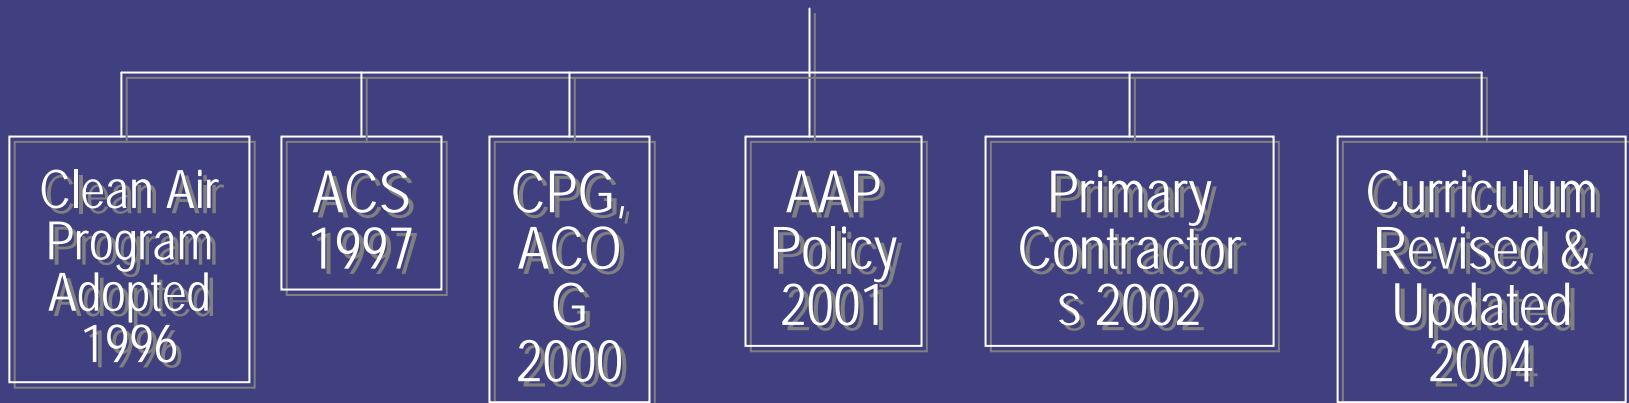 Clean Air
Program
Adopted
1996
ACS
1997
CPG,
ACO
G
2000
AAP
Policy
2001
Primary
Contractor
s 2002
Curriculum
Revised &
Updated
2004